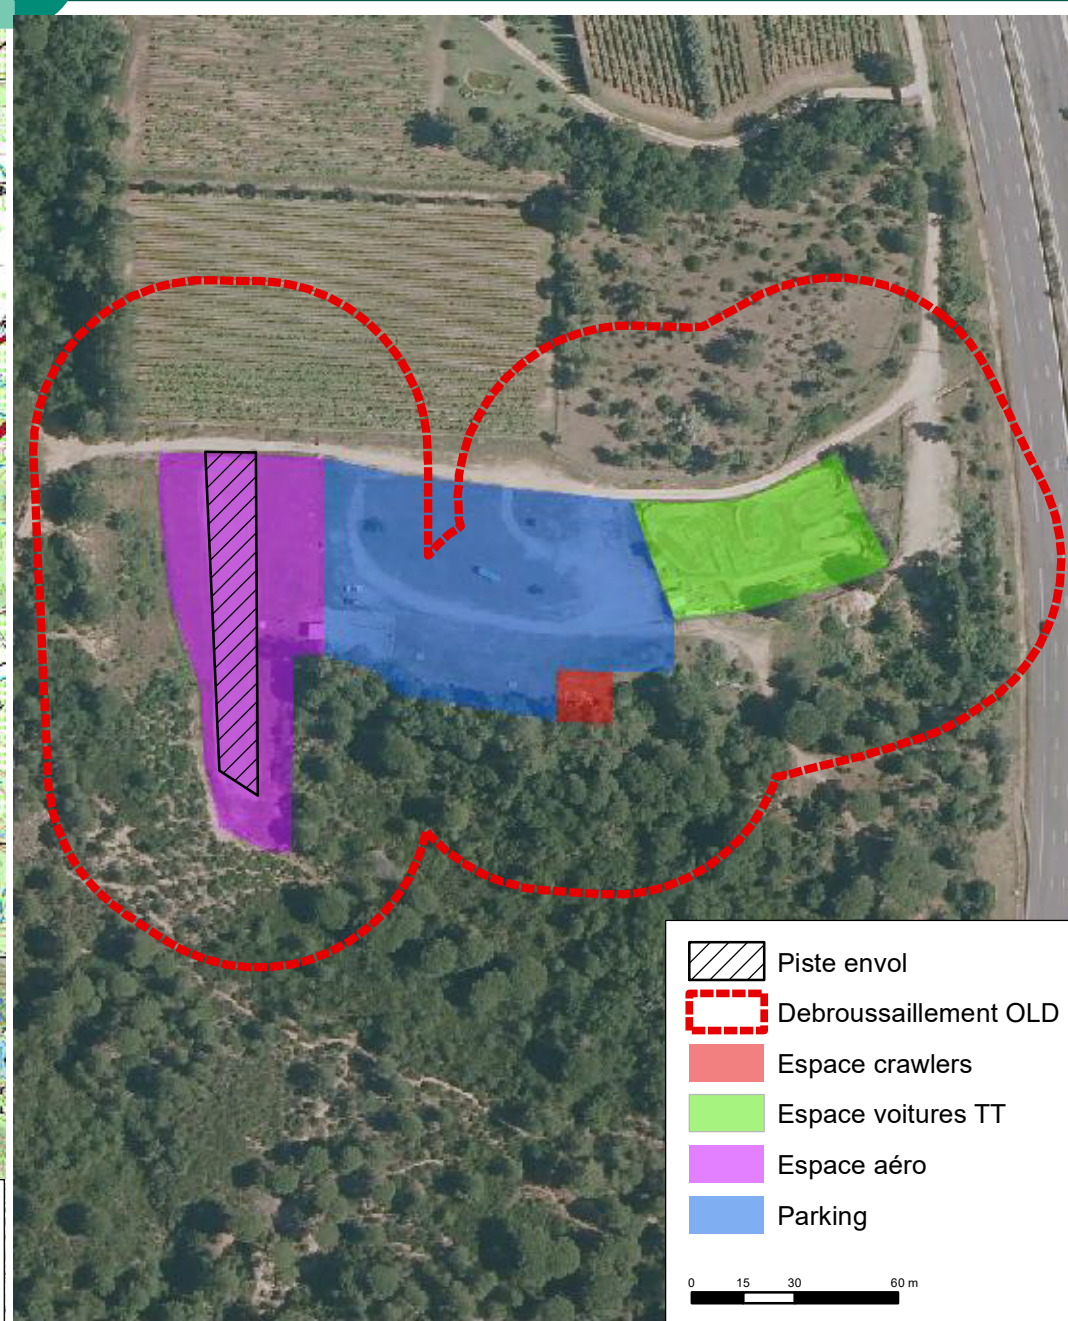 Piste envol
Debroussaillement OLD
Espace crawlers
Espace voitures TT
Espace aéro
Parking
0 15 30 60 m